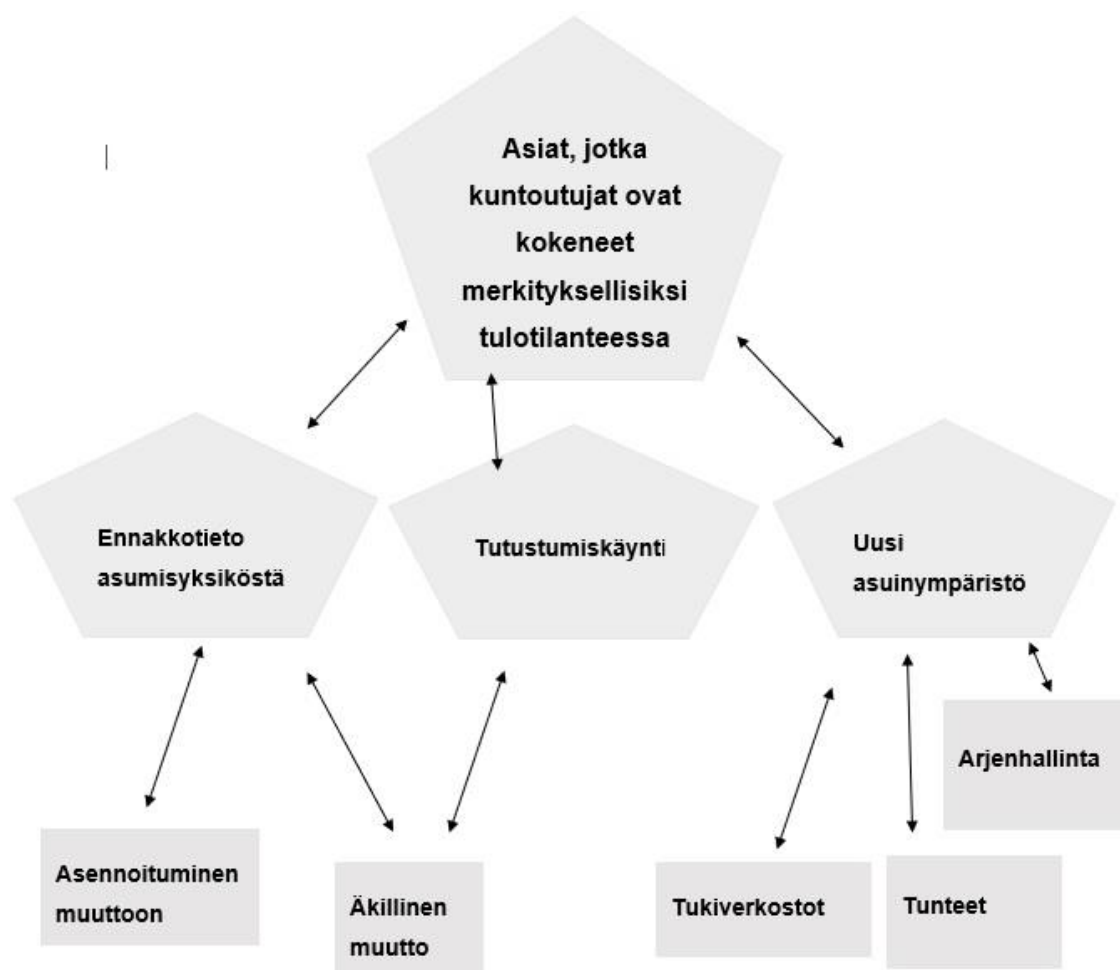 Asiat, jotka
kuntoutujat ovat
kokeneet
merkityksellisiksi
tulotilanteessa
Ennakkotieto
asumisyksiköstä
Tutustumiskäynti
Uusi
asuinympäristö
Arjenhallinta
Asennoituminen
muuttoon
Äkillinen
muutto
Tukiverkostot
Tunteet